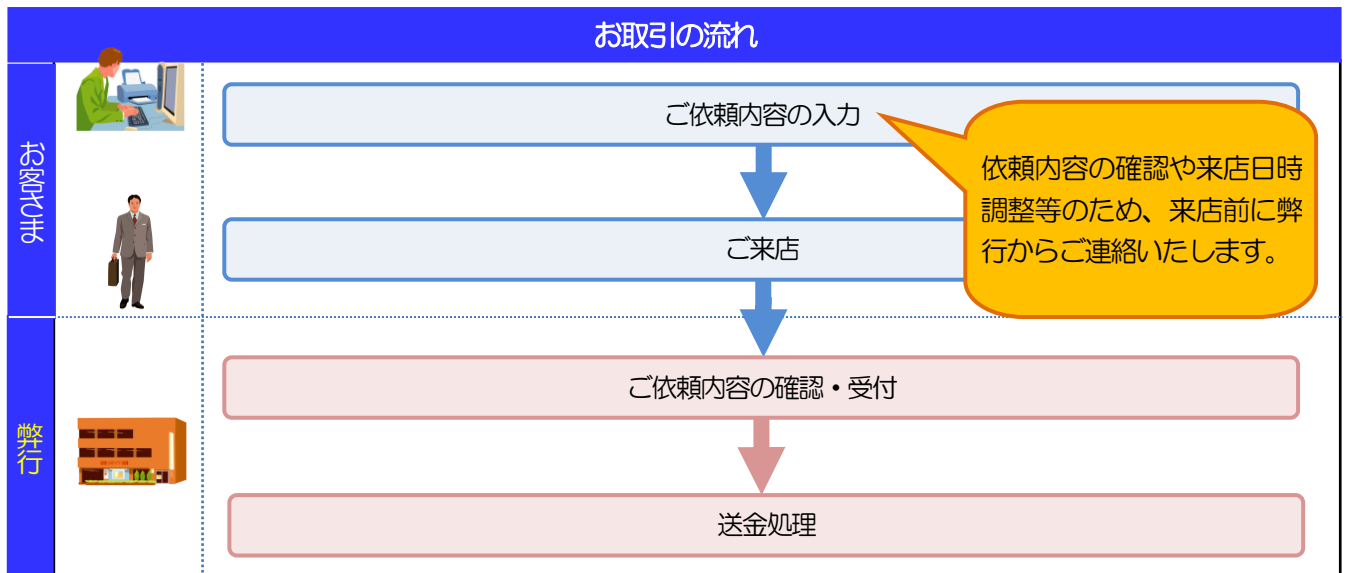 お取引の流れ
お客さま
ご依頼内容の入力
依頼内容の確認や来店日時
調整等のため、来店前に弊
行からご連絡いたします。
ご来店
弊行
ご依頼内容の確認・受付
送金処理